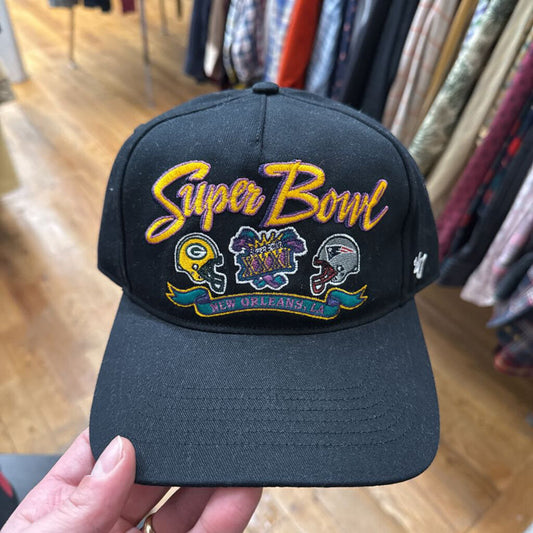 Super Bowl
G
XXXI
NEW ORLEANS, LA